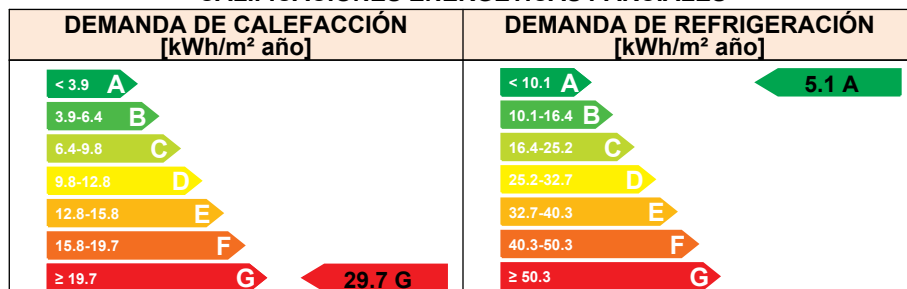 DEMANDA DE CALEFACCIÓN
[kWh/m² año]
< 3.9 A
3.9-6.4 B
6.4-9.8 C
9.8-12.8 D
12.8-15.8 E
15.8-19.7 F
≥ 19.7 G
29.7 G
DEMANDA DE REFRIGERACIÓN
[kWh/m² año]
< 10.1 A
5.1 A
10.1-16.4 B
16.4-25.2 C
25.2-32.7 D
32.7-40.3 E
40.3-50.3 F
≥ 50.3 G